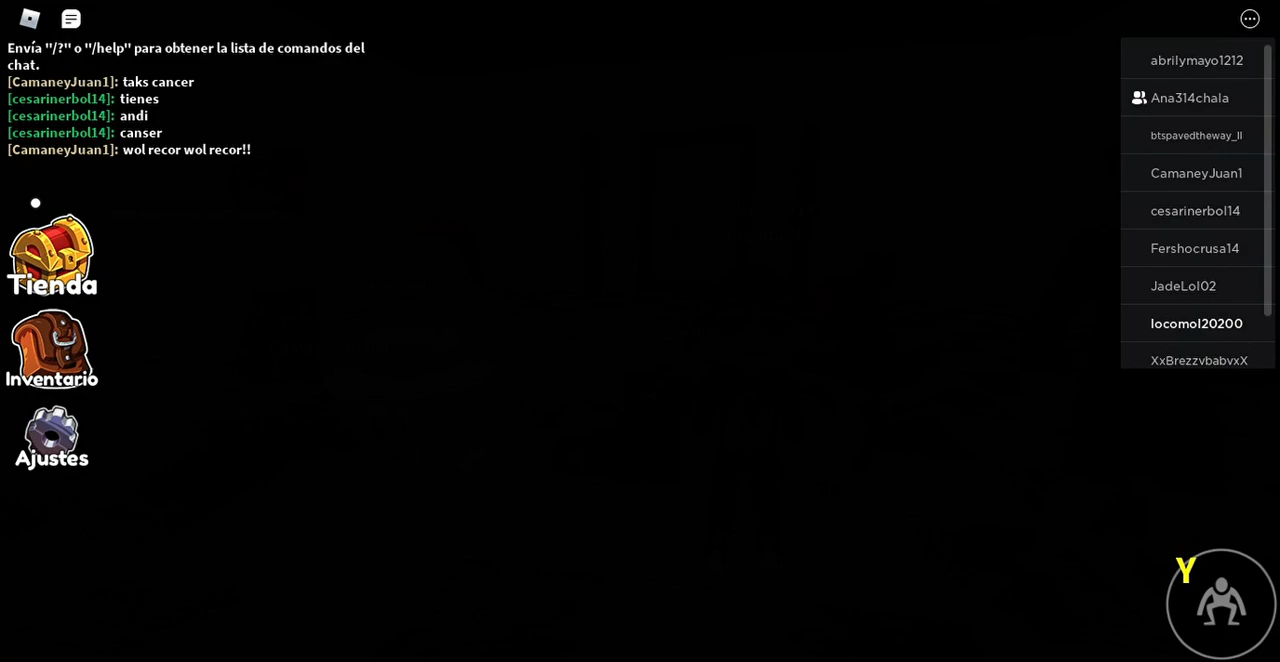 Envía "/?" o "/help" para obtener la lista de comandos del
chat.
[CamaneyJuan1]: taks cancer
[cesarinerbol14]: tienes
[cesarinerbol14]: andi
[cesarinerbol14]: canser
[CamaneyJuan1]: wol recor wol recor!!
Tienda
Inventario
Ajustes
abrilymayo1212
Ana314chala
btspavedtheway_II
CamaneyJuan1
cesarinerbol14
Fershocrusa14
JadeLol02
locomol20200
XxBrezzvbabvxX
Y